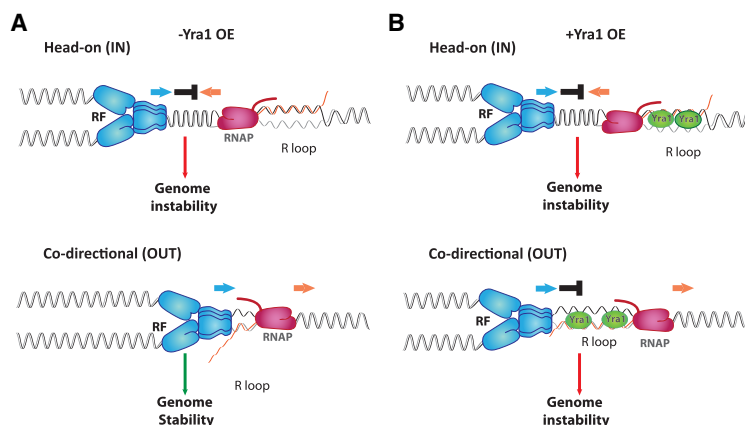 A
-Yra1 OE
Head-on (IN)
RF
RNAP
R loop
Genome
instability
Co-directional (OUT)
RF
RNAP
R loop
Genome
Stability
B
+Yra1 OE
Head-on (IN)
RF
Yra1 Yra1
RNAP
R loop
Genome
instability
Co-directional (OUT)
RF
Yra1 Yra1
R loop
RNAP
Genome
instability